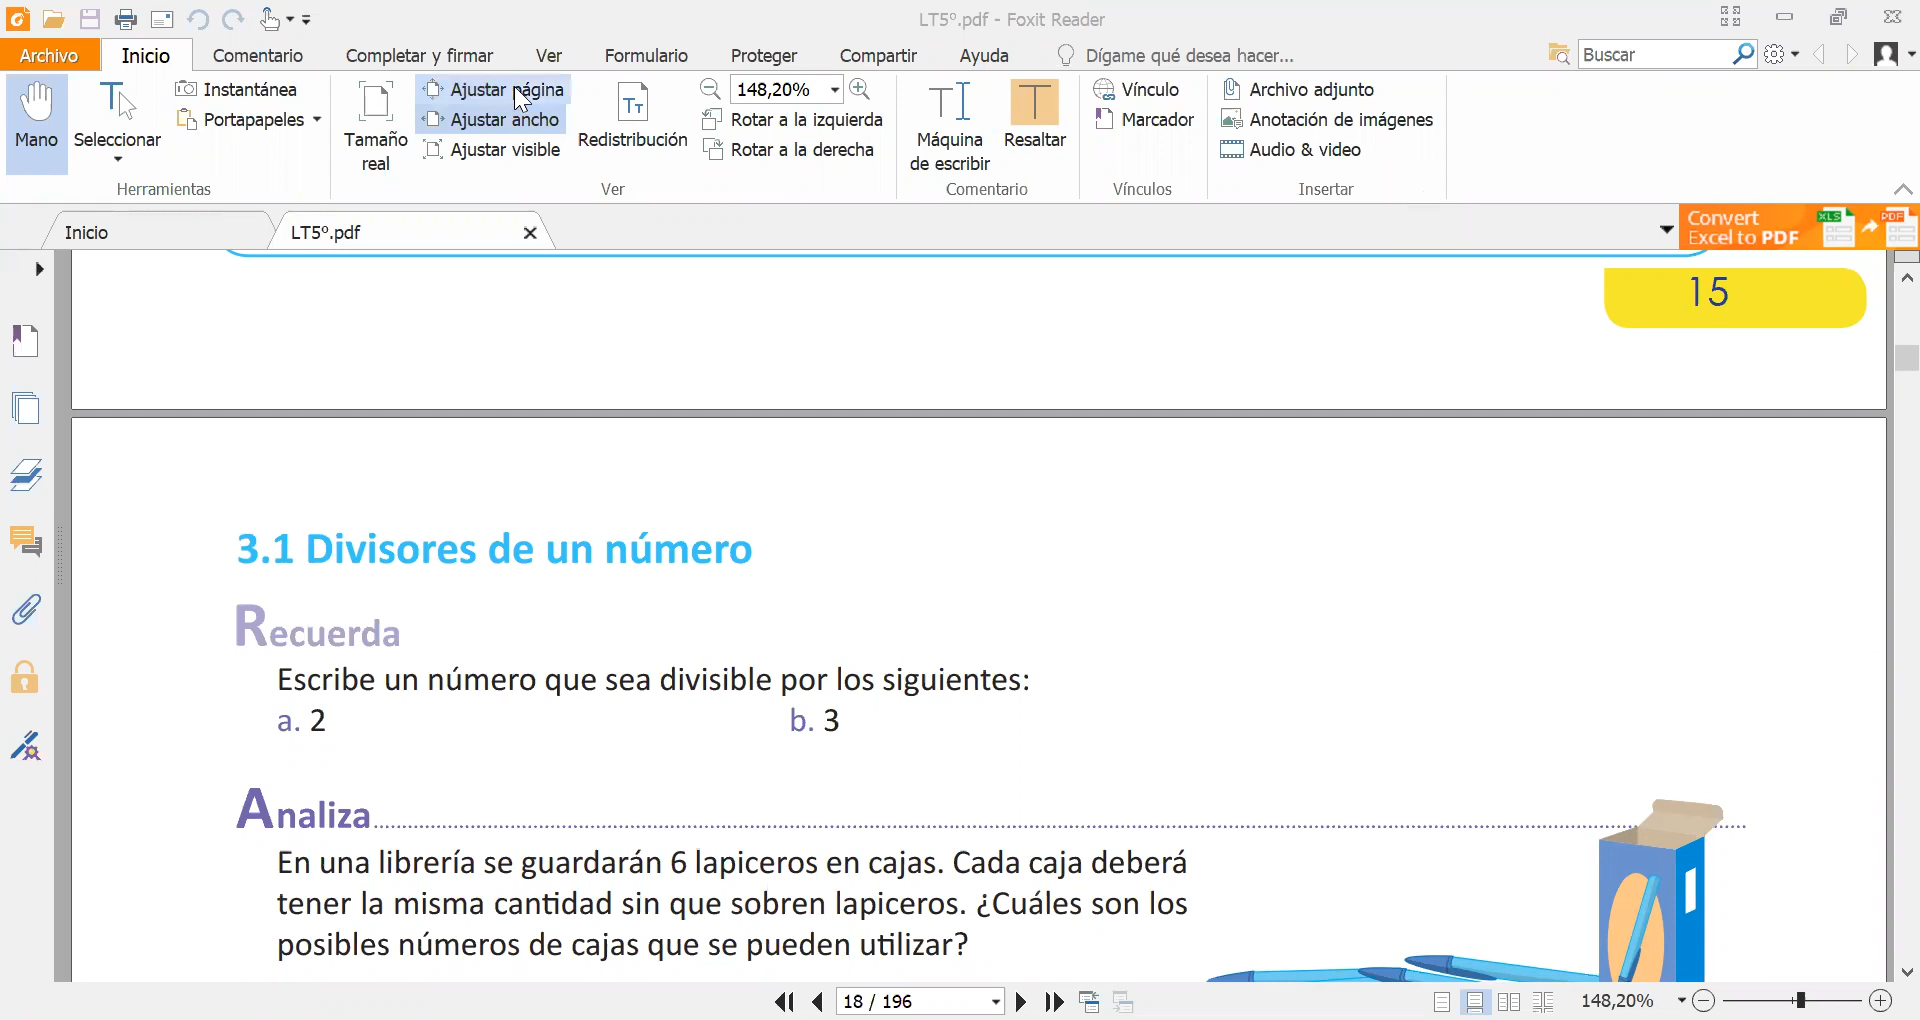 LT5º.pdf - Foxit Reader
Archivo Inicio Comentario Completar y firmar Ver Formulario Proteger Compartir Ayuda Dígame qué desea hacer... Buscar
Mano
Seleccionar
Herramientas
Instantánea
Portapapeles
Tamaño
real
Ajustar página
Ajustar ancho
Ajustar visible
Redistribución
148,20%
Rotar a la izquierda
Rotar a la derecha
Ver
Máquina
de escribir
Resaltar
Comentario
Vínculo
Marcador
Vínculos
Archivo adjunto
Anotación de imágenes
Audio & video
Insertar
Inicio
LT5º.pdf
Convert
Excel to PDF
XLS
PDF
15
3.1 Divisores de un número
Recuerda
Escribe un número que sea divisible por los siguientes:
a. 2 b. 3
Analiza
En una librería se guardarán 6 lapiceros en cajas. Cada caja deberá
tener la misma cantidad sin que sobren lapiceros. ¿Cuáles son los
posibles números de cajas que se pueden utilizar?
18 / 196
148,20%